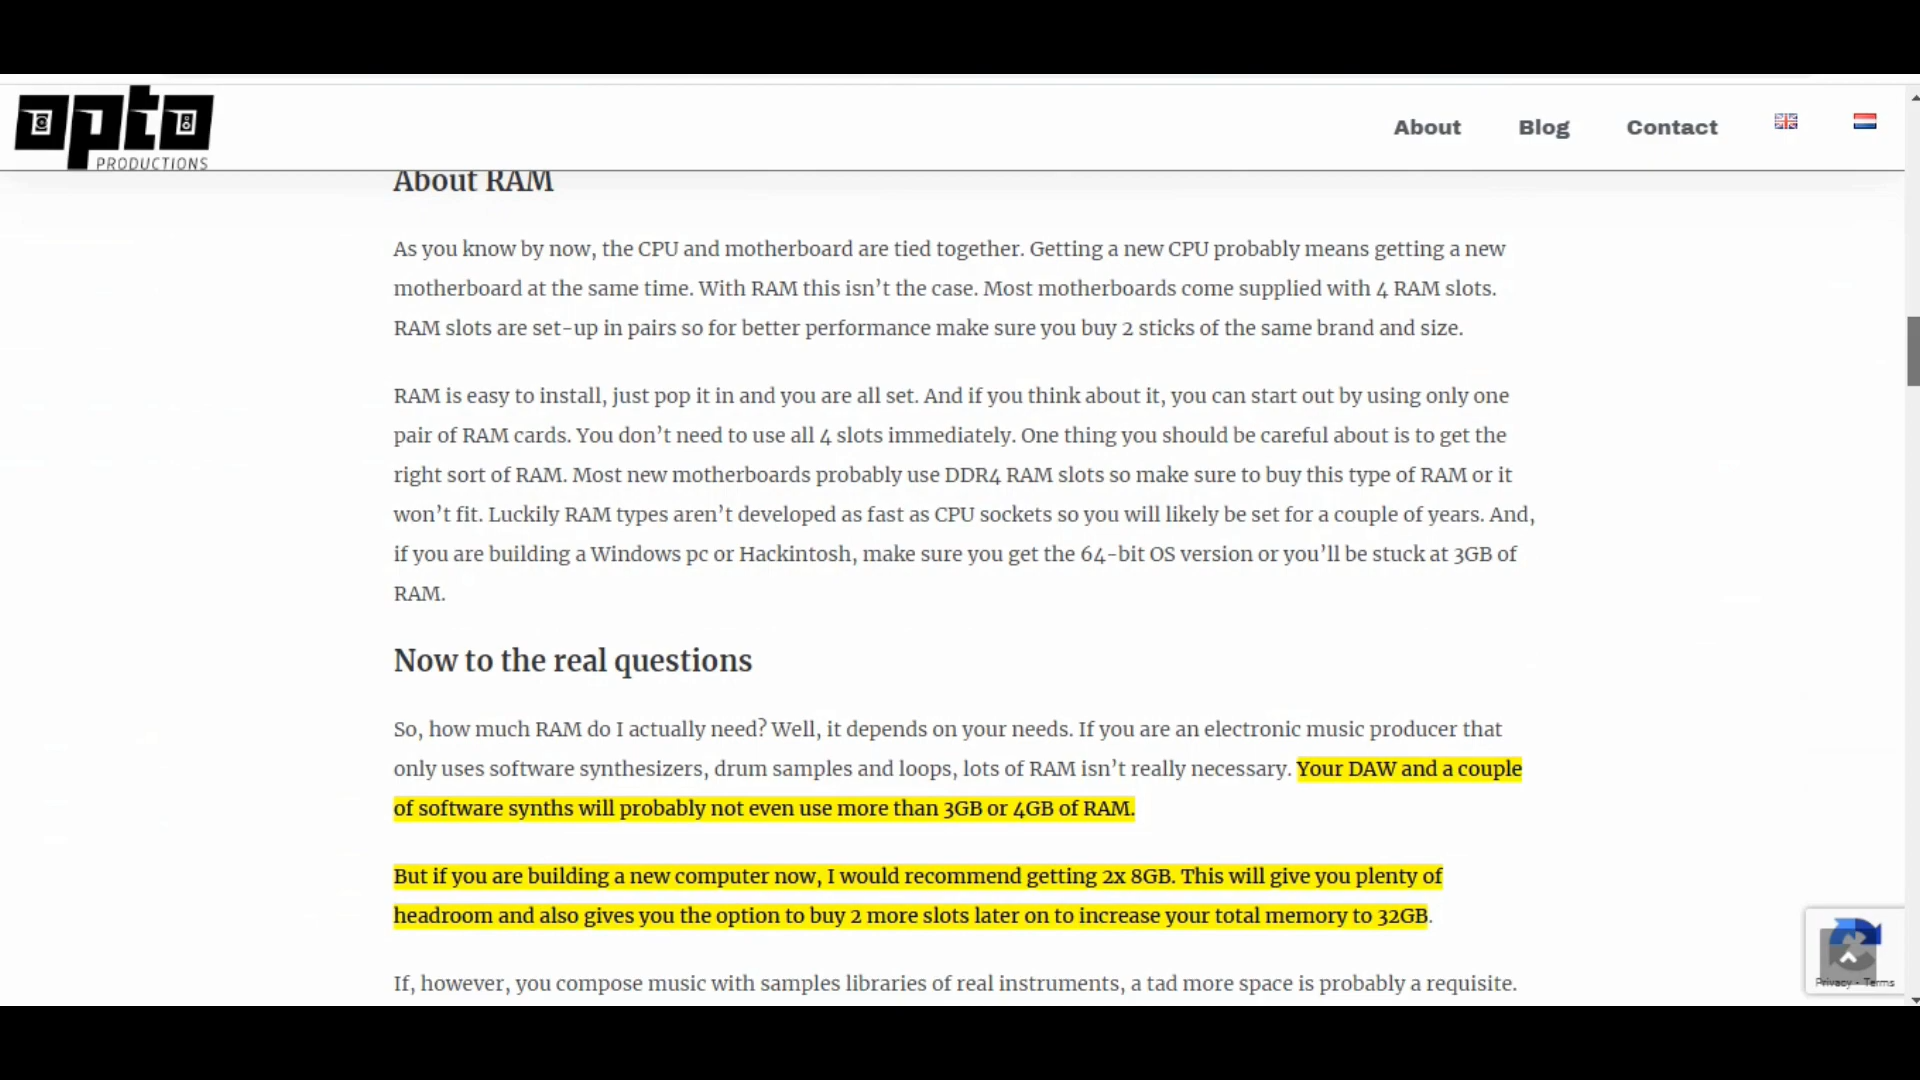 opto
PRODUCTIONS
About
Blog
Contact
About RAM
As you know by now, the CPU and motherboard are tied together. Getting a new CPU probably means getting a new
motherboard at the same time. With RAM this isn’t the case. Most motherboards come supplied with 4 RAM slots.
RAM slots are set-up in pairs so for better performance make sure you buy 2 sticks of the same brand and size.
RAM is easy to install, just pop it in and you are all set. And if you think about it, you can start out by using only one
pair of RAM cards. You don’t need to use all 4 slots immediately. One thing you should be careful about is to get the
right sort of RAM. Most new motherboards probably use DDR4 RAM slots so make sure to buy this type of RAM or it
won’t fit. Luckily RAM types aren’t developed as fast as CPU sockets so you will likely be set for a couple of years. And,
if you are building a Windows pc or Hackintosh, make sure you get the 64-bit OS version or you’ll be stuck at 3GB of
RAM.
Now to the real questions
So, how much RAM do I actually need? Well, it depends on your needs. If you are an electronic music producer that
only uses software synthesizers, drum samples and loops, lots of RAM isn’t really necessary. Your DAW and a couple
of software synths will probably not even use more than 3GB or 4GB of RAM.
But if you are building a new computer now, I would recommend getting 2x 8GB. This will give you plenty of
headroom and also gives you the option to buy 2 more slots later on to increase your total memory to 32GB.
If, however, you compose music with samples libraries of real instruments, a tad more space is probably a requisite.
Privacy - Terms